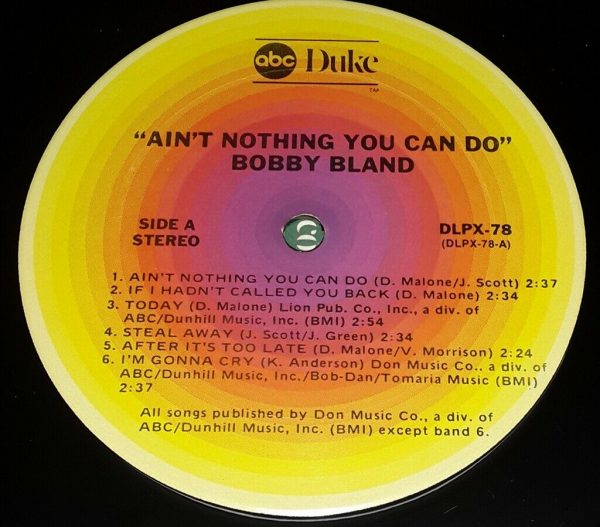 abc Duke
TM
"AIN'T NOTHING YOU CAN DO"
BOBBY BLAND
SIDE A
STEREO
DLPX-78
(DLPX-78-A)
1. AIN'T NOTHING YOU CAN DO (D. Malone/J. Scott) 2:37
2. IF I HADN'T CALLED YOU BACK (D. Malone) 2:34
3. TODAY (D. Malone) Lion Pub. Co., Inc., a div. of
ABC/Dunhill Music, Inc. (BMI) 2:54
4. STEAL AWAY (J. Scott/J. Green) 2:34
5. AFTER IT'S TOO LATE (D. Malone/V. Morrison) 2:24
6. I'M GONNA CRY (K. Anderson) Don Music Co.. a div. of
ABC/Dunhill Music, Inc./Bob-Dan/Tomaria Music (BMI)
2:37
All songs published by Don Music Co., a div. of
ABC/Dunhill Music, Inc. (BMI) except band 6.